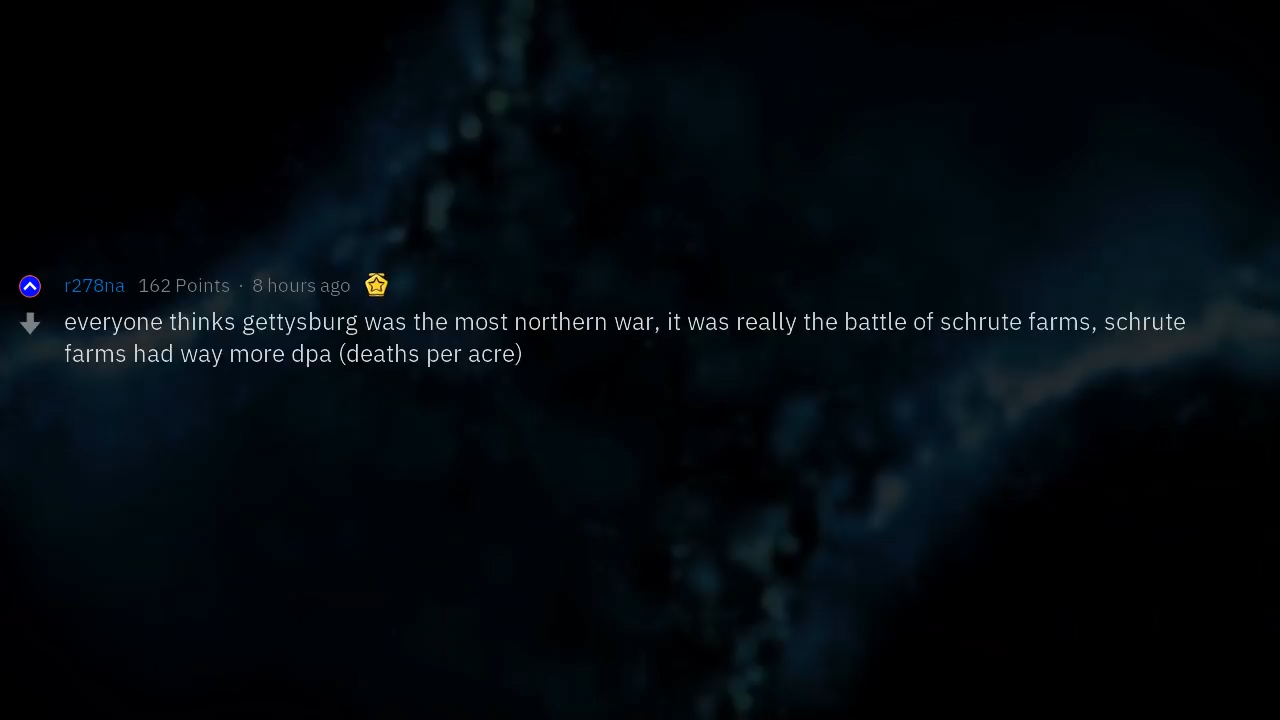 r278na 162 Points · 8 hours ago
everyone thinks gettysburg was the most northern war, it was really the battle of schrute farms, schrute
farms had way more dpa (deaths per acre)